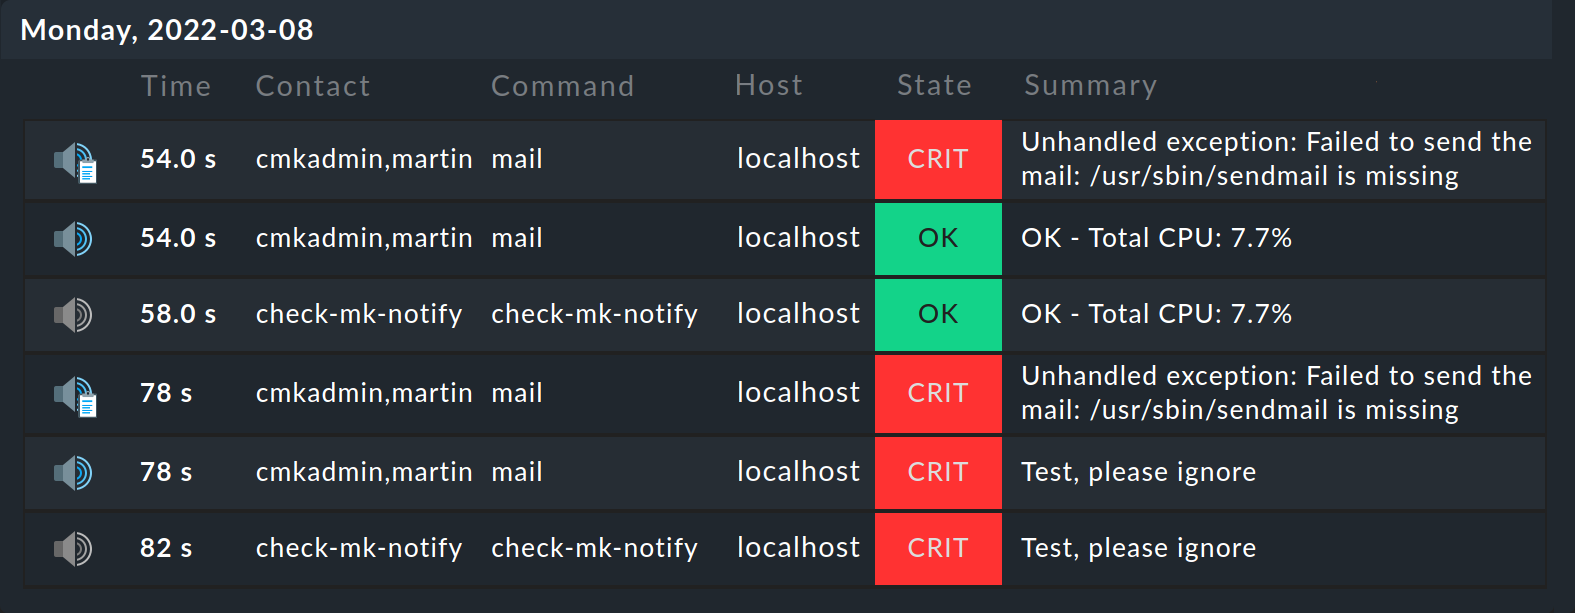 Monday, 2022-03-08
Time Contact Command Host State Summary
54.0 s cmkadmin,martin mail localhost CRIT Unhandled exception: Failed to send the
mail: /usr/sbin/sendmail is missing
54.0 s cmkadmin,martin mail localhost OK OK - Total CPU: 7.7%
58.0 s check-mk-notify check-mk-notify localhost OK OK - Total CPU: 7.7%
78 s cmkadmin,martin mail localhost CRIT Unhandled exception: Failed to send the
mail: /usr/sbin/sendmail is missing
78 s cmkadmin,martin mail localhost CRIT Test, please ignore
82 s check-mk-notify check-mk-notify localhost CRIT Test, please ignore